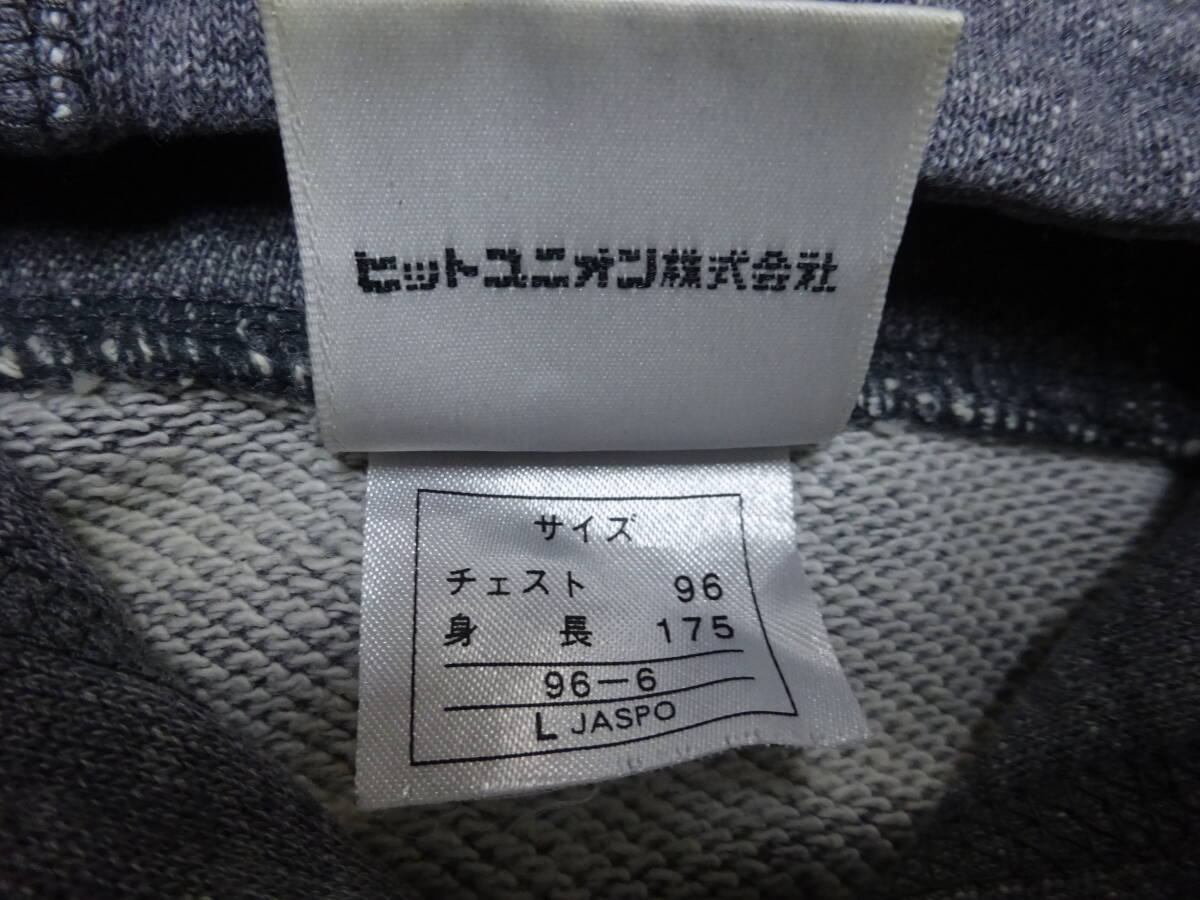 ヒットユニオン株式会社
サイズ
チェスト 96
身長 175
96-6
L JASPO